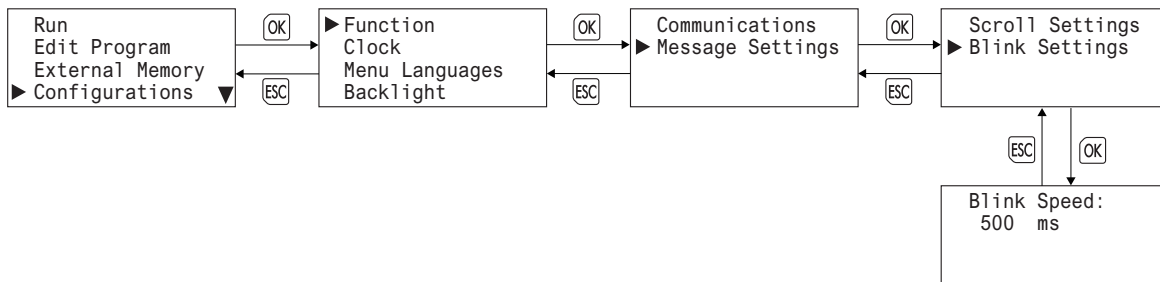 Run
Edit Program
External Memory
Configurations
OK
ESC
Function
Clock
Menu Languages
Backlight
OK
ESC
Communications
Message Settings
OK
ESC
Scroll Settings
Blink Settings
ESC
OK
Blink Speed:
500 ms